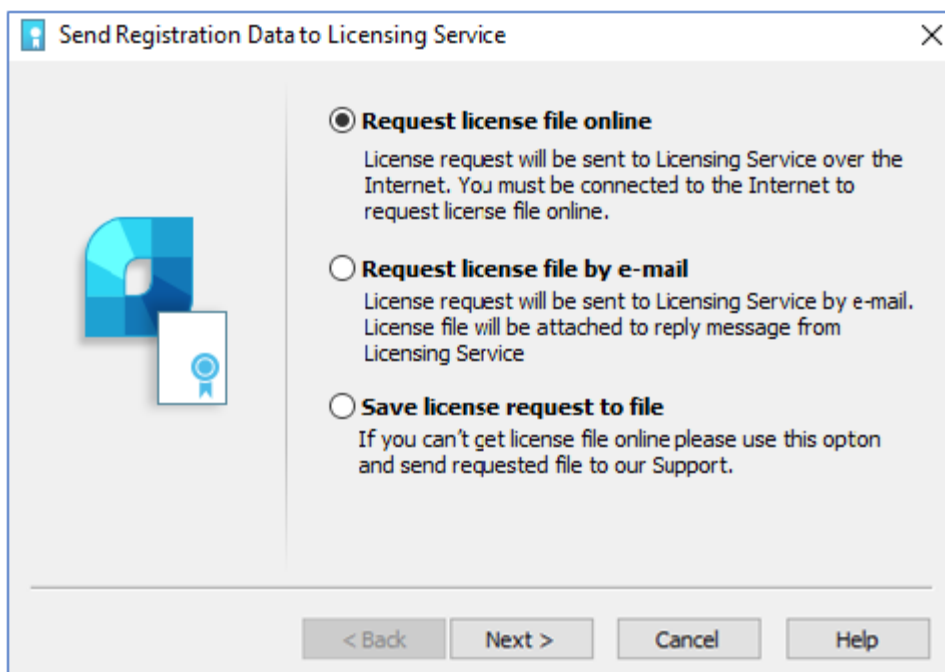 Send Registration Data to Licensing Service
Request license file online
License request will be sent to Licensing Service over the
Internet. You must be connected to the Internet to
request license file online.
Request license file by e-mail
License request will be sent to Licensing Service by e-mail.
License file will be attached to reply message from
Licensing Service
Save license request to file
If you can't get license file online please use this opton
and send requested file to our Support.
< Back Next > Cancel Help